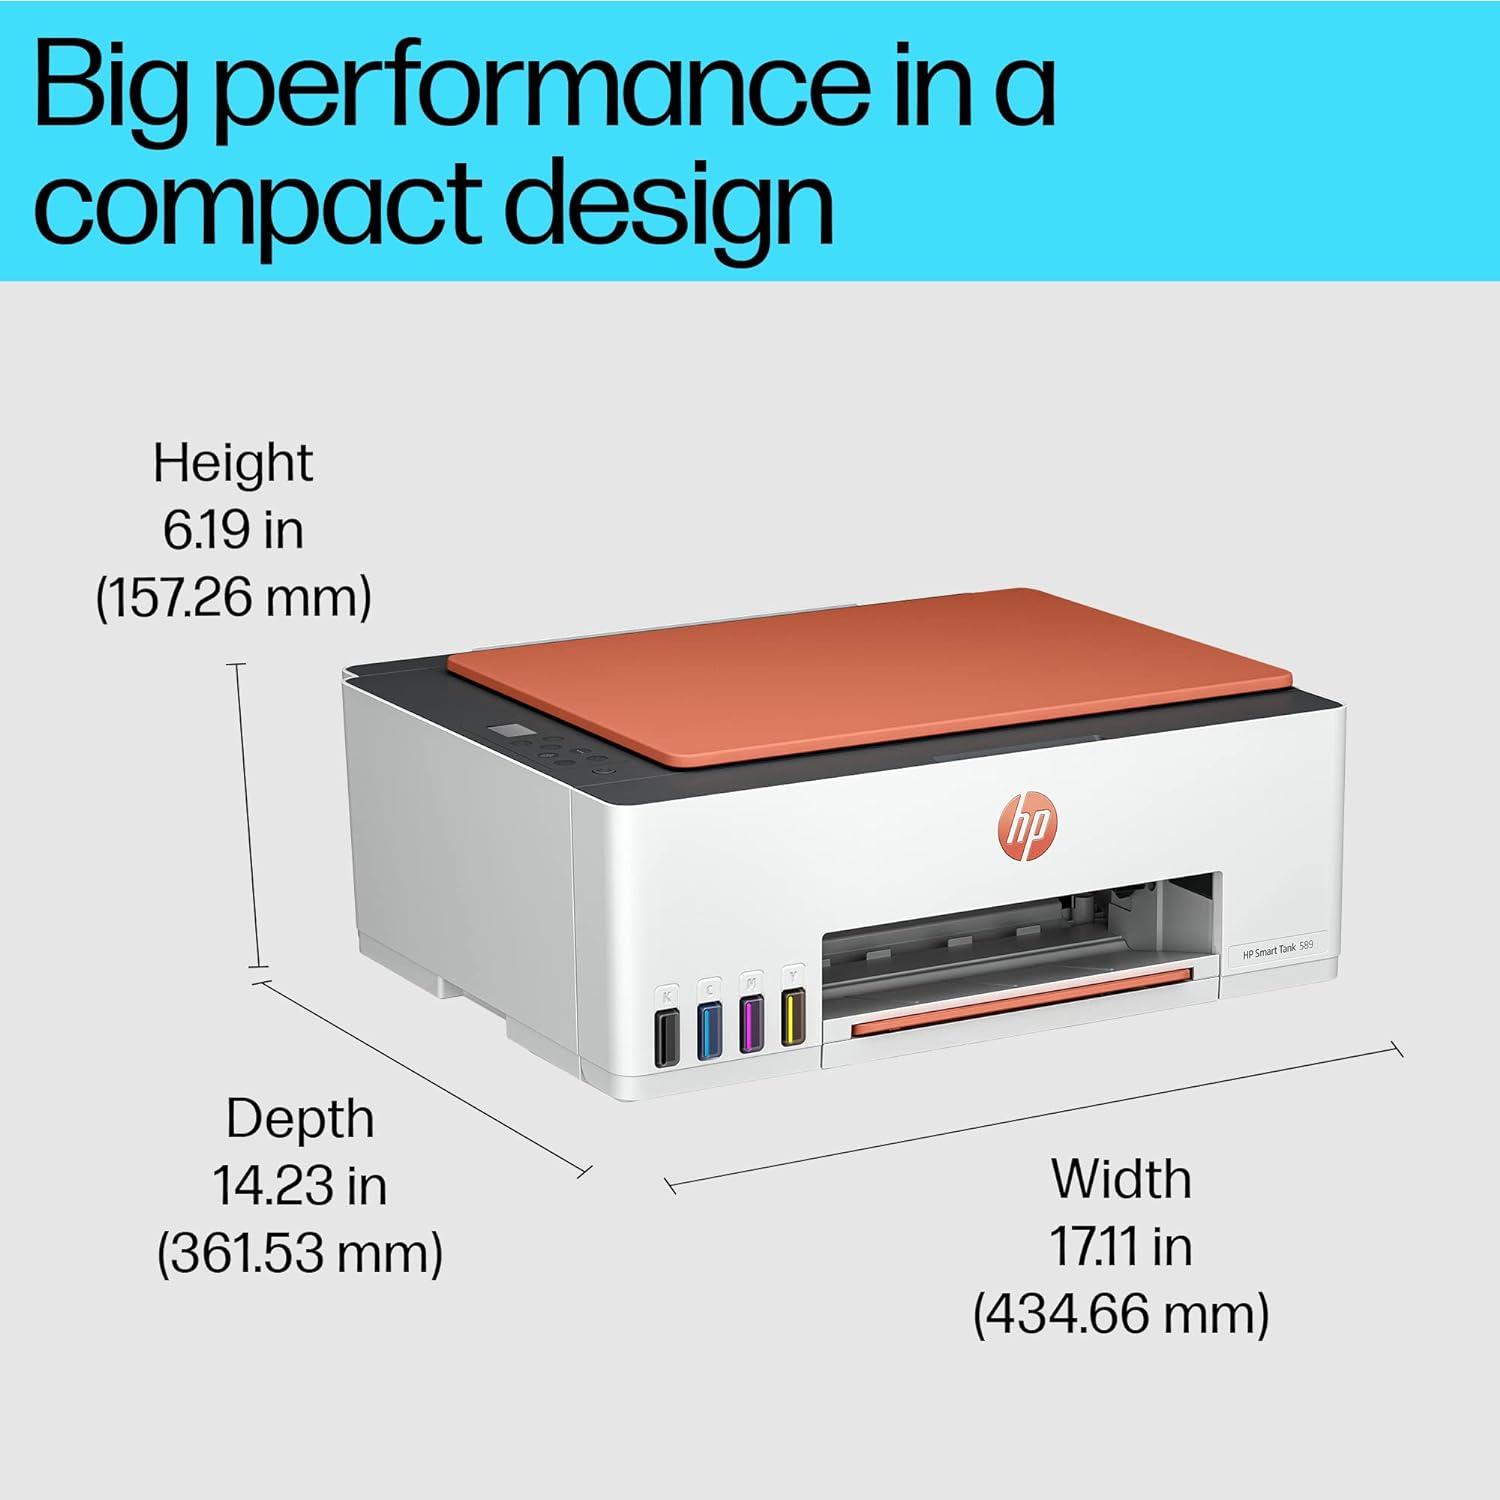 Big performance in a
compact design
Height
6.19 in
(157.26 mm)
hp
HP Smart Tank 589
K C M Y
Depth
14.23 in
(361.53 mm)
Width
17.11 in
(434.66 mm)